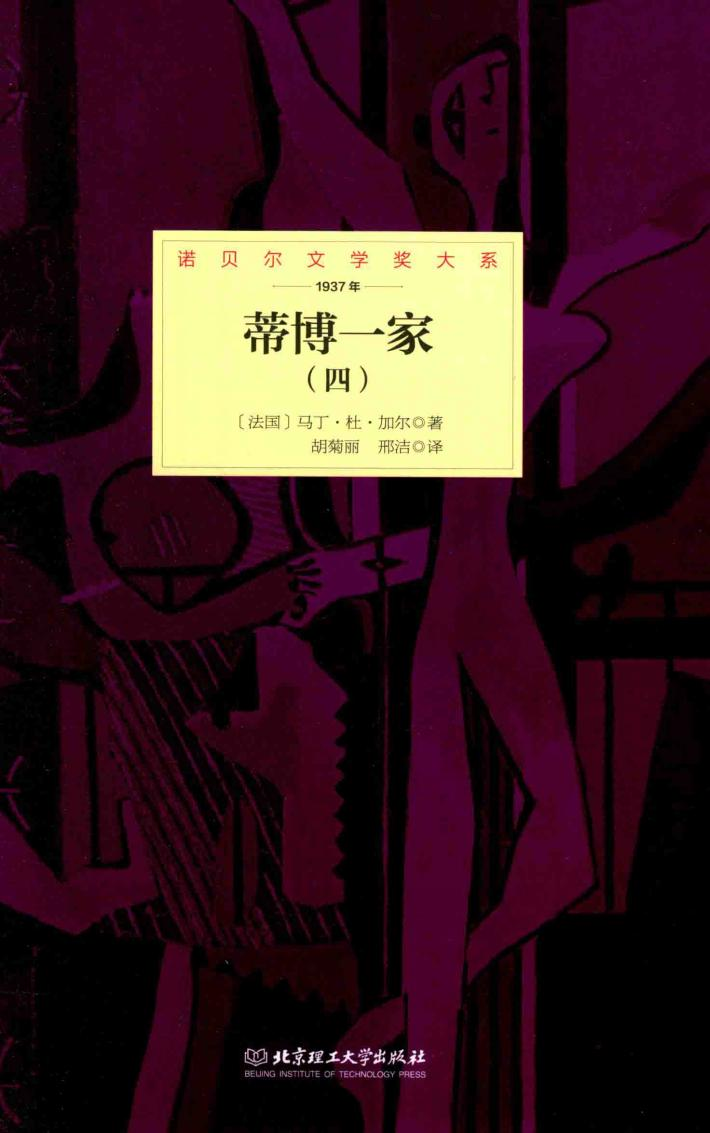 诺贝尔文学奖大系
1937年
蒂博一家
（四）
〔法国〕马丁·杜·加尔◎著
胡菊丽 邢洁◎译
北京理工大学出版社
BEIJING INSTITUTE OF TECHNOLOGY PRESS